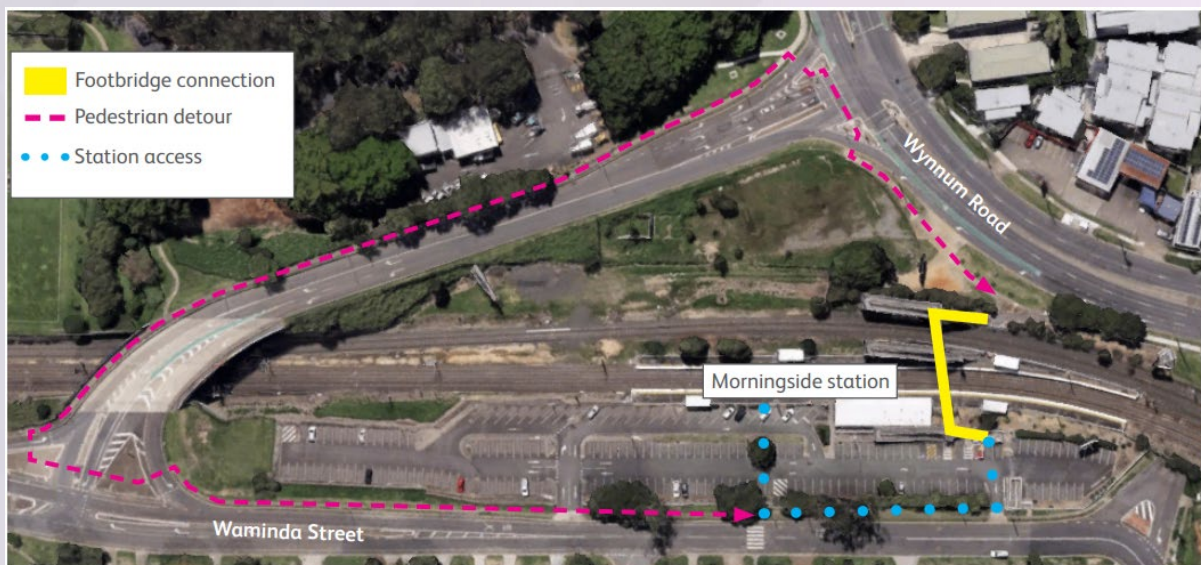 Footbridge connection
Pedestrian detour
Station access
Wynnum Road
Morningside station
Waminda Street